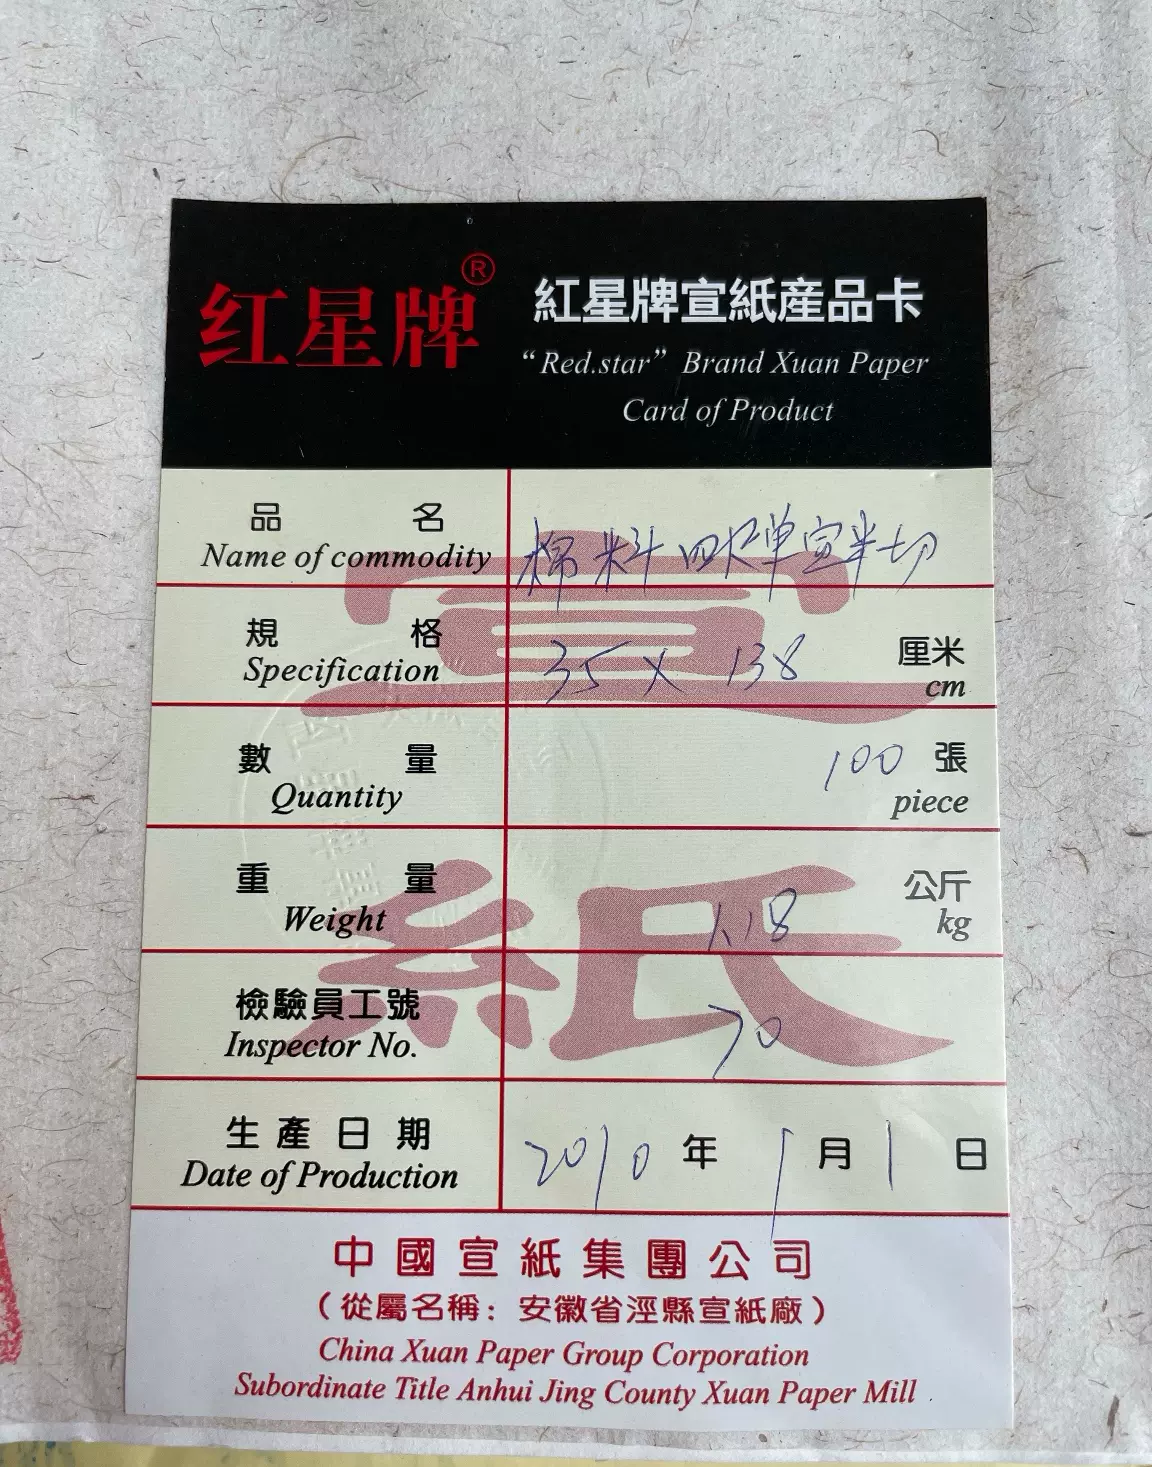 红星牌®
紅星牌宣紙産品卡
“Red.star” Brand Xuan Paper
Card of Product
品 名
Name of commodity
棉料四尺单宣半切
規 格
Specification
35 X 138 厘米
cm
數 量
Quantity
100 張
piece
重 量
Weight
1.18 公斤
kg
檢驗員工號
Inspector No.
70
生產日期
Date of Production
2010 年 1 月 1 日
宣
紙
中國宣紙集團公司
(從屬名稱: 安徽省涇縣宣紙廠)
China Xuan Paper Group Corporation
Subordinate Title Anhui Jing County Xuan Paper Mill